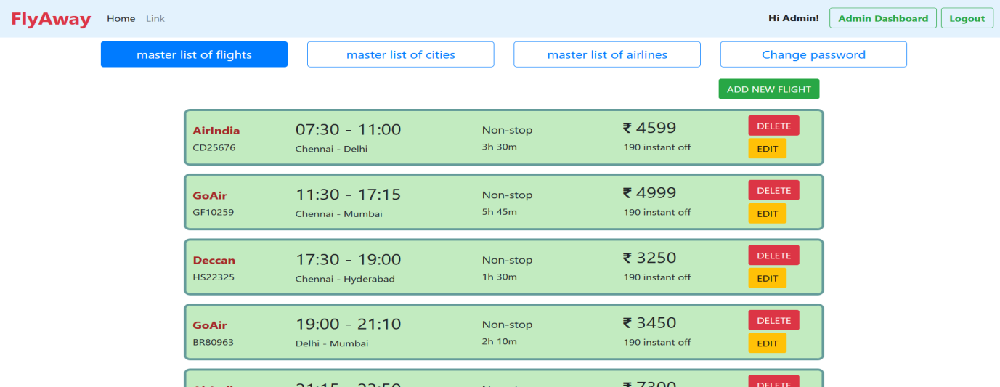 FlyAway Home Link Hi Admin! Admin Dashboard Logout
master list of flights master list of cities master list of airlines Change password
ADD NEW FLIGHT
AirIndia 07:30 - 11:00 Non-stop ₹ 4599 DELETE
CD25676 Chennai - Delhi 3h 30m 190 instant off EDIT
GoAir 11:30 - 17:15 Non-stop ₹ 4999 DELETE
GF10259 Chennai - Mumbai 5h 45m 190 instant off EDIT
Deccan 17:30 - 19:00 Non-stop ₹ 3250 DELETE
HS22325 Chennai - Hyderabad 1h 30m 190 instant off EDIT
GoAir 19:00 - 21:10 Non-stop ₹ 3450 DELETE
BR80963 Delhi - Mumbai 2h 10m 190 instant off EDIT
₹ 7300 DELETE